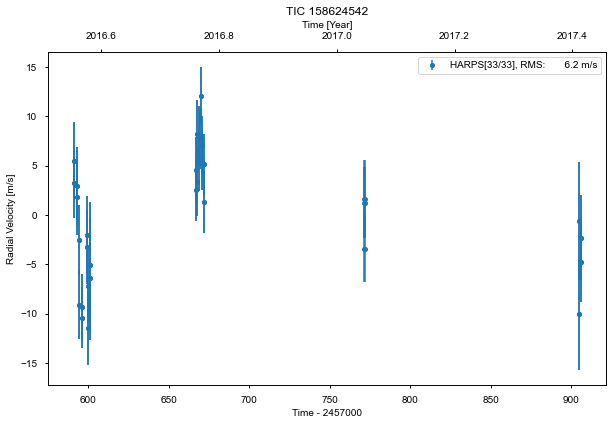 TIC 158624542
Time [Year]
2016.6 2016.8 2017.0 2017.2 2017.4
HARPS[33/33], RMS: 6.2 m/s
15
10
5
0
−5
−10
−15
Radial Velocity [m/s]
600 650 700 750 800 850 900
Time - 2457000